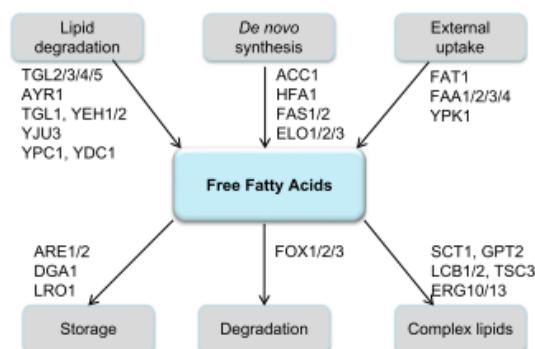 Lipid
degradation
De novo
synthesis
External
uptake
TGL2/3/4/5
AYR1
TGL1, YEH1/2
YJU3
YPC1, YDC1
ACC1
HFA1
FAS1/2
ELO1/2/3
FAT1
FAA1/2/3/4
YPK1
Free Fatty Acids
ARE1/2
DGA1
LRO1
FOX1/2/3
SCT1, GPT2
LCB1/2, TSC3
ERG10/13
Storage
Degradation
Complex lipids